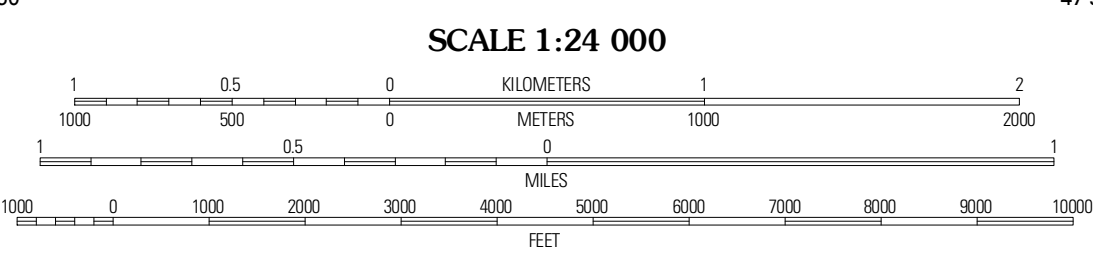 SCALE 1:24 000
1 0.5 0 KILOMETERS 1 2
1000 500 0 METERS 1000 2000
1 0.5 0 1
MILES
1000 0 1000 2000 3000 4000 5000 6000 7000 8000 9000 10000
FEET